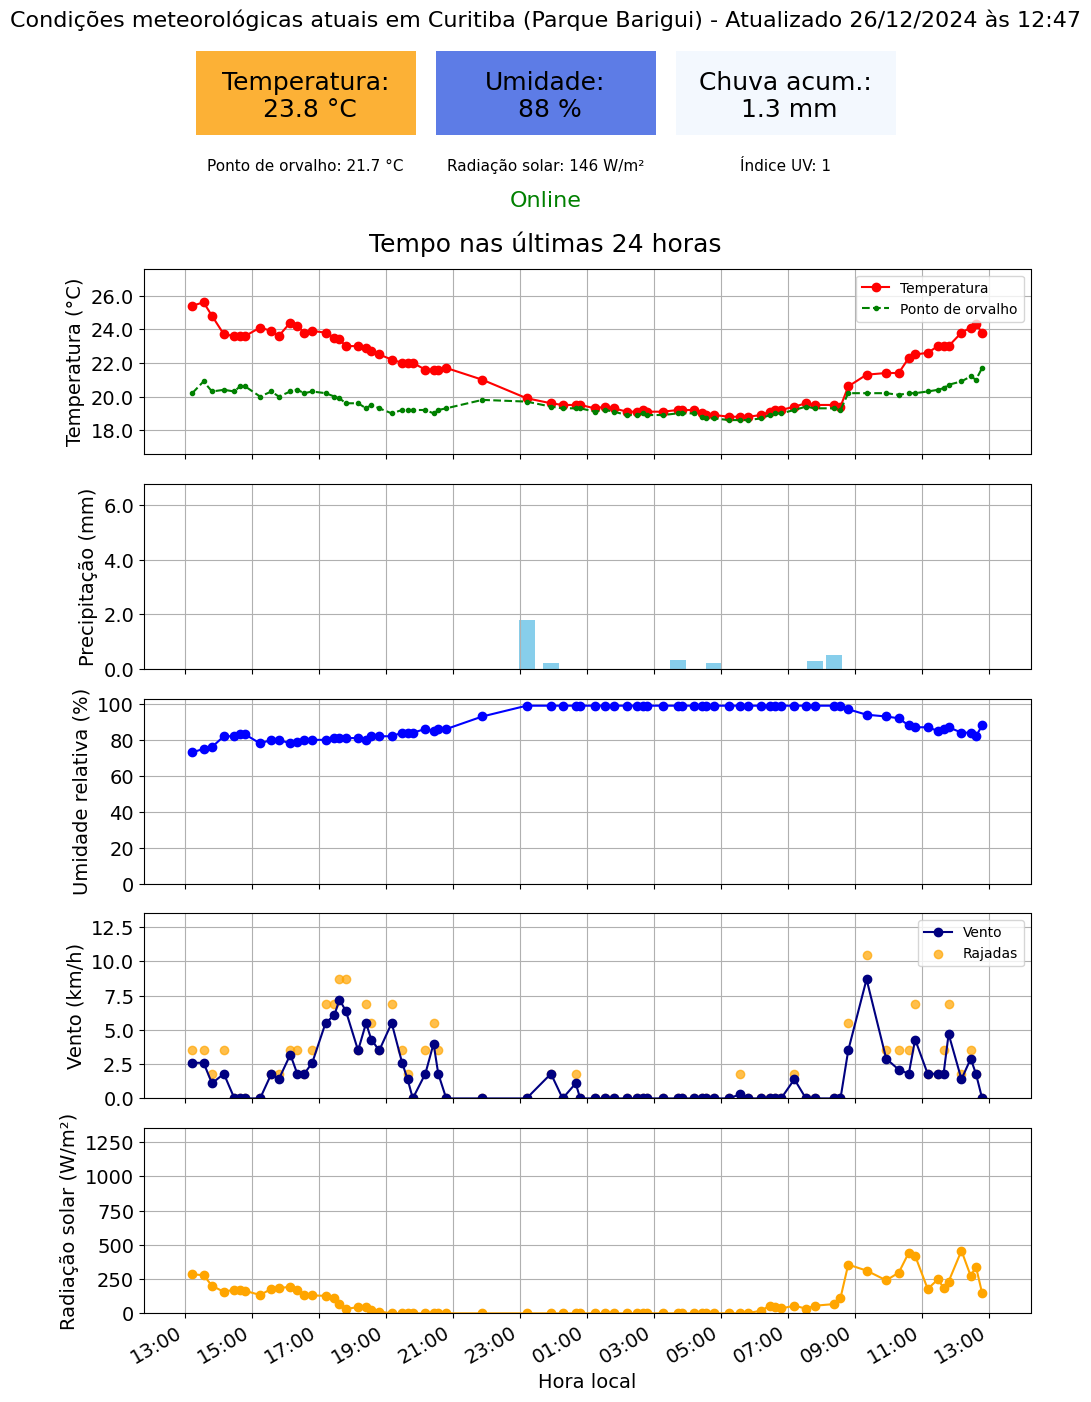 Condições meteorológicas atuais em Curitiba (Parque Barigui) - Atualizado 26/12/2024 às 12:47
Temperatura:
23.8 °C
Umidade:
88 %
Chuva acum.:
1.3 mm
Ponto de orvalho: 21.7 °C
Radiação solar: 146 W/m²
Índice UV: 1
Online
Tempo nas últimas 24 horas
Temperatura (°C)
26.0
24.0
22.0
20.0
18.0
Temperatura
Ponto de orvalho
Precipitação (mm)
6.0
4.0
2.0
0.0
Umidade relativa (%)
100
80
60
40
20
0
Vento (km/h)
12.5
10.0
7.5
5.0
2.5
0.0
Vento
Rajadas
Radiação solar (W/m²)
1250
1000
750
500
250
0
13:00
15:00
17:00
19:00
21:00
23:00
01:00
03:00
05:00
07:00
09:00
11:00
13:00
Hora local